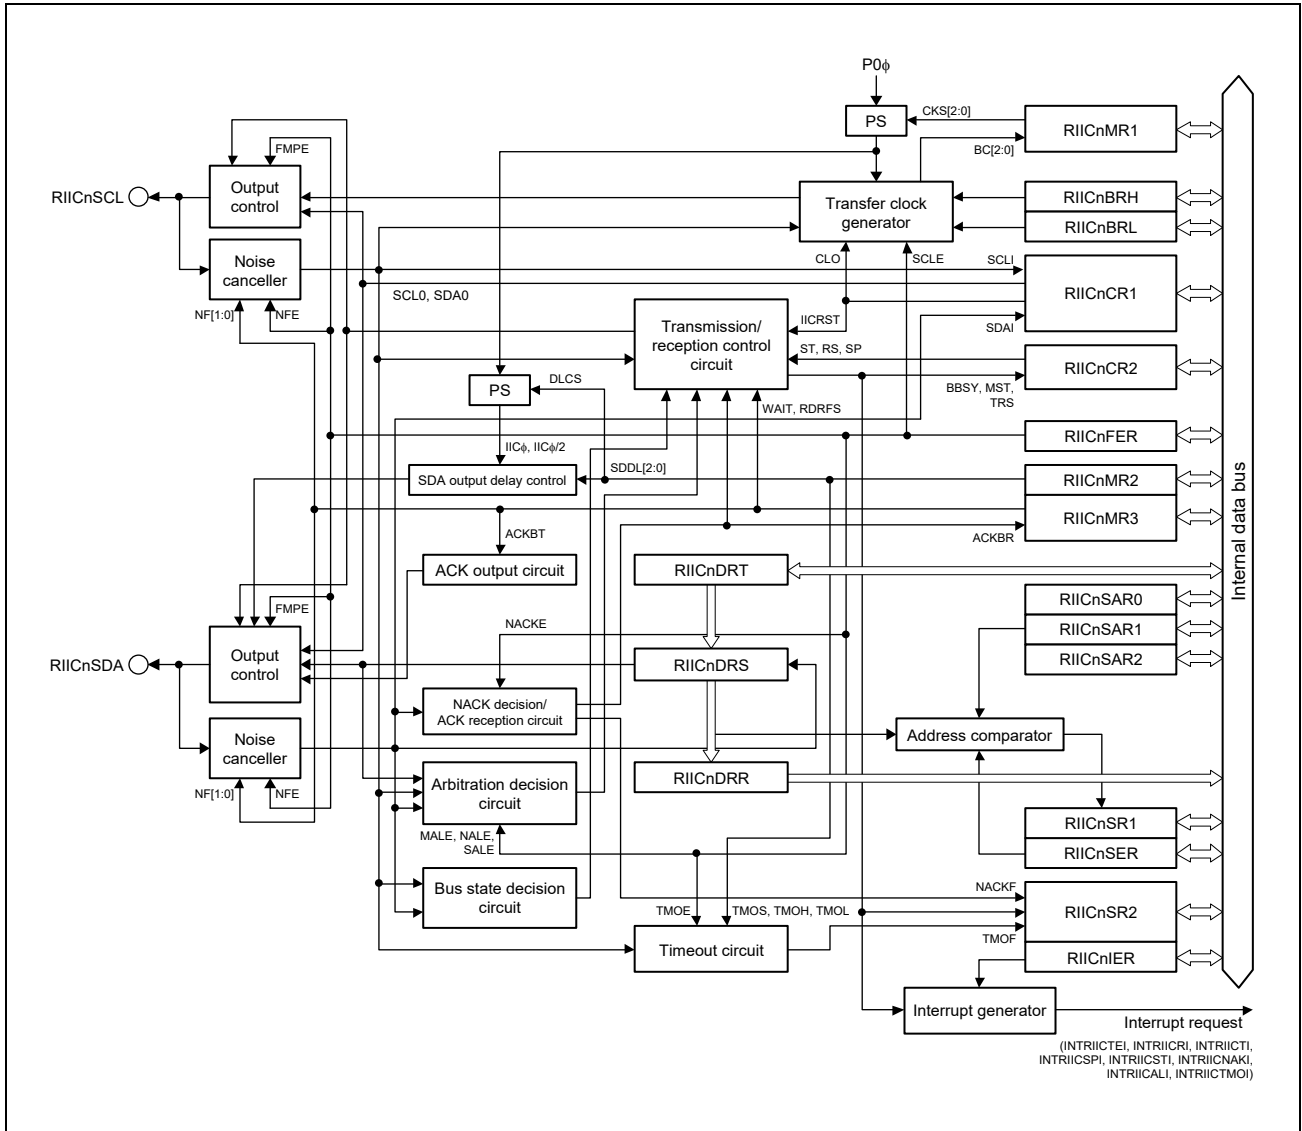 P0ϕ
PS
CKS[2:0]
RIICnMR1
BC[2:0]
FMPE
RIICnSCL
Output
control
Transfer clock
generator
RIICnBRH
RIICnBRL
Noise
canceller
CLO
SCLE
SCLI
SCL0, SDA0
RIICnCR1
NF[1:0]
NFE
Transmission/
reception control
circuit
IICRST
SDAI
ST, RS, SP
RIICnCR2
PS
DLCS
BBSY, MST,
TRS
WAIT, RDRFS
RIICnFER
IICϕ, IICϕ/2
SDA output delay control
SDDL[2:0]
RIICnMR2
RIICnMR3
ACKBT
ACKBR
ACK output circuit
RIICnDRT
Internal data bus
RIICnSAR0
RIICnSAR1
RIICnSAR2
FMPE
NACKE
RIICnSDA
Output
control
RIICnDRS
NACK decision/
ACK reception circuit
Noise
canceller
Address comparator
Arbitration decision
circuit
RIICnDRR
NF[1:0]
NFE
MALE, NALE,
SALE
RIICnSR1
RIICnSER
Bus state decision
circuit
NACKF
RIICnSR2
TMOE
TMOS, TMOH, TMOL
TMOF
Timeout circuit
RIICnIER
Interrupt generator
Interrupt request
(INTRIICTEI, INTRIICRI, INTRIICTI,
INTRIICSPI, INTRIICSTI, INTRIICNAKI,
INTRIICALI, INTRIICTMOI)